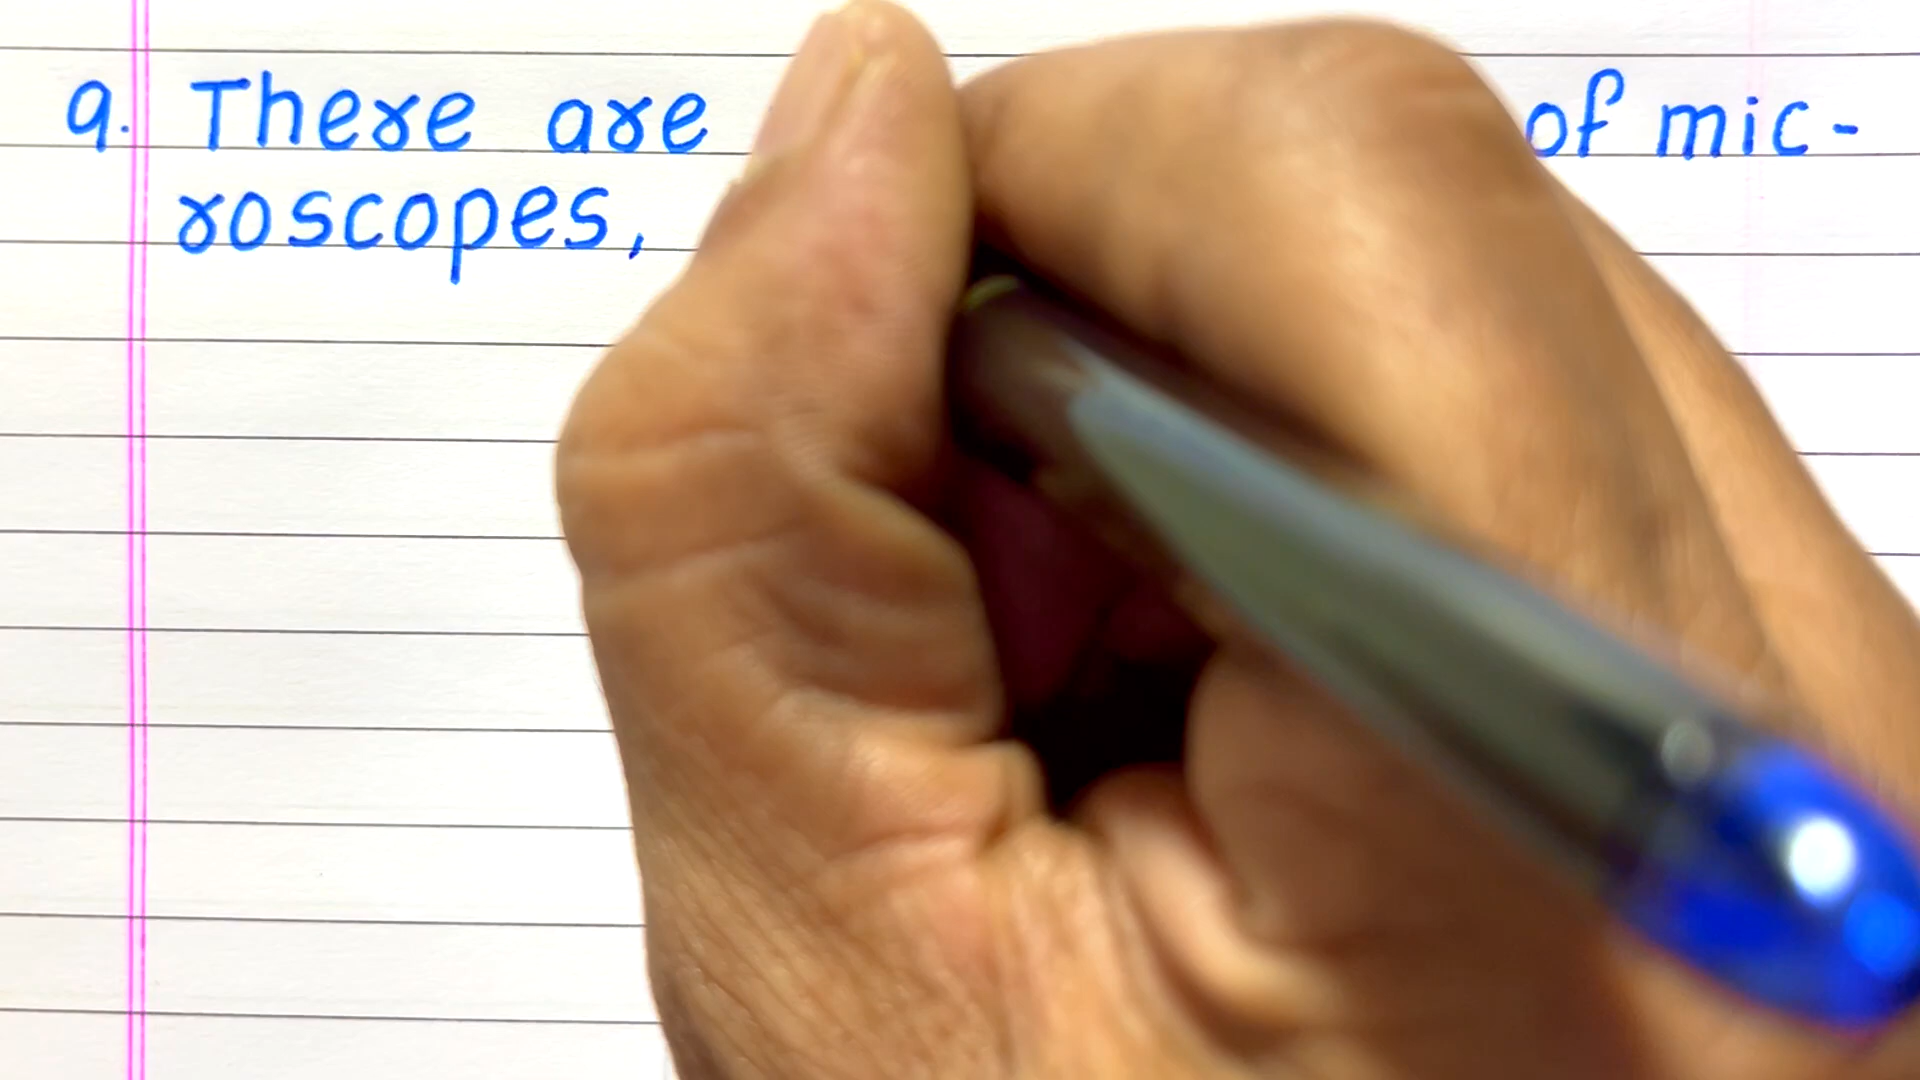 9. There are of mic-
roscopes,